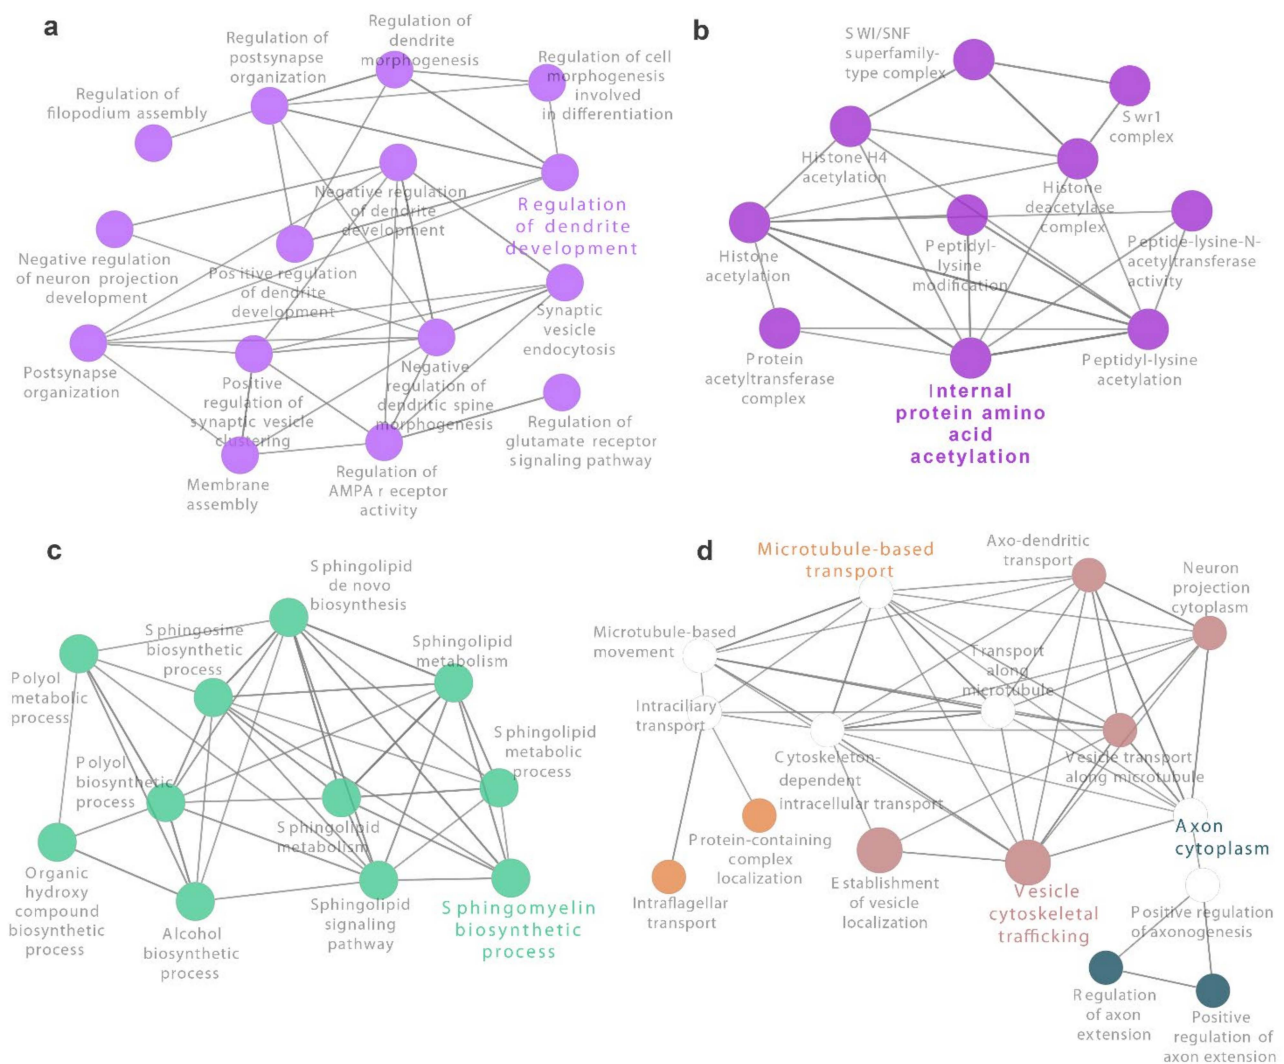 a
Regulation of
postsynapse
organization
Regulation of
dendrite
morphogenesis
Regulation of cell
morphogenesis
involved
in differentiation
Regulation of
filopodium assembly
Negative regulation
of dendrite
development
Regulation
of dendrite
development
Negative regulation
of neuron projection
development
Positive regulation
of dendrite
development
Synaptic
vesicle
endocytosis
Postsynapse
organization
Positive
regulation of
synaptic vesicle
clustering
Negative
regulation of
dendritic spine
morphogenesis
Regulation of
glutamate receptor
signaling pathway
Membrane
assembly
Regulation of
AMPA r eceptor
activity
b
SWI/SNF
superfamily-
type complex
Swr1
complex
Histone H4
acetylation
Histone
deacetylase
complex
Histone
acetylation
Peptidyl-
lysine
modification
Peptide-lysine-N-
acetyltransferase
activity
Protein
acetyltransferase
complex
Internal
protein amino
acid
acetylation
Peptidyl-lysine
acetylation
c
Sphingolipid
de novo
biosynthesis
Sphingosine
biosynthetic
process
Sphingolipid
metabolism
Polyol
metabolic
process
Sphingolipid
metabolic
process
Polyol
biosynthetic
process
Sphingolipid
metabolism
Organic
hydroxy
compound
biosynthetic
process
Alcohol
biosynthetic
process
Sphingolipid
signaling
pathway
Sphingomyelin
biosynthetic
process
d
Microtubule-based
transport
Axo-dendritic
transport
Neuron
projection
cytoplasm
Microtubule-based
movement
Transport
along
microtubule
Intraciliary
transport
Cytoskeleton-
dependent
intracellular transport
Vesicle transport
along microtubule
Protein-containing
complex
localization
Axon
cytoplasm
Intraflagellar
transport
Establishment
of vesicle
localization
Vesicle
cytoskeletal
trafficking
Positive regulation
of axonogenesis
Regulation
of axon
extension
Positive
regulation of
axon extension